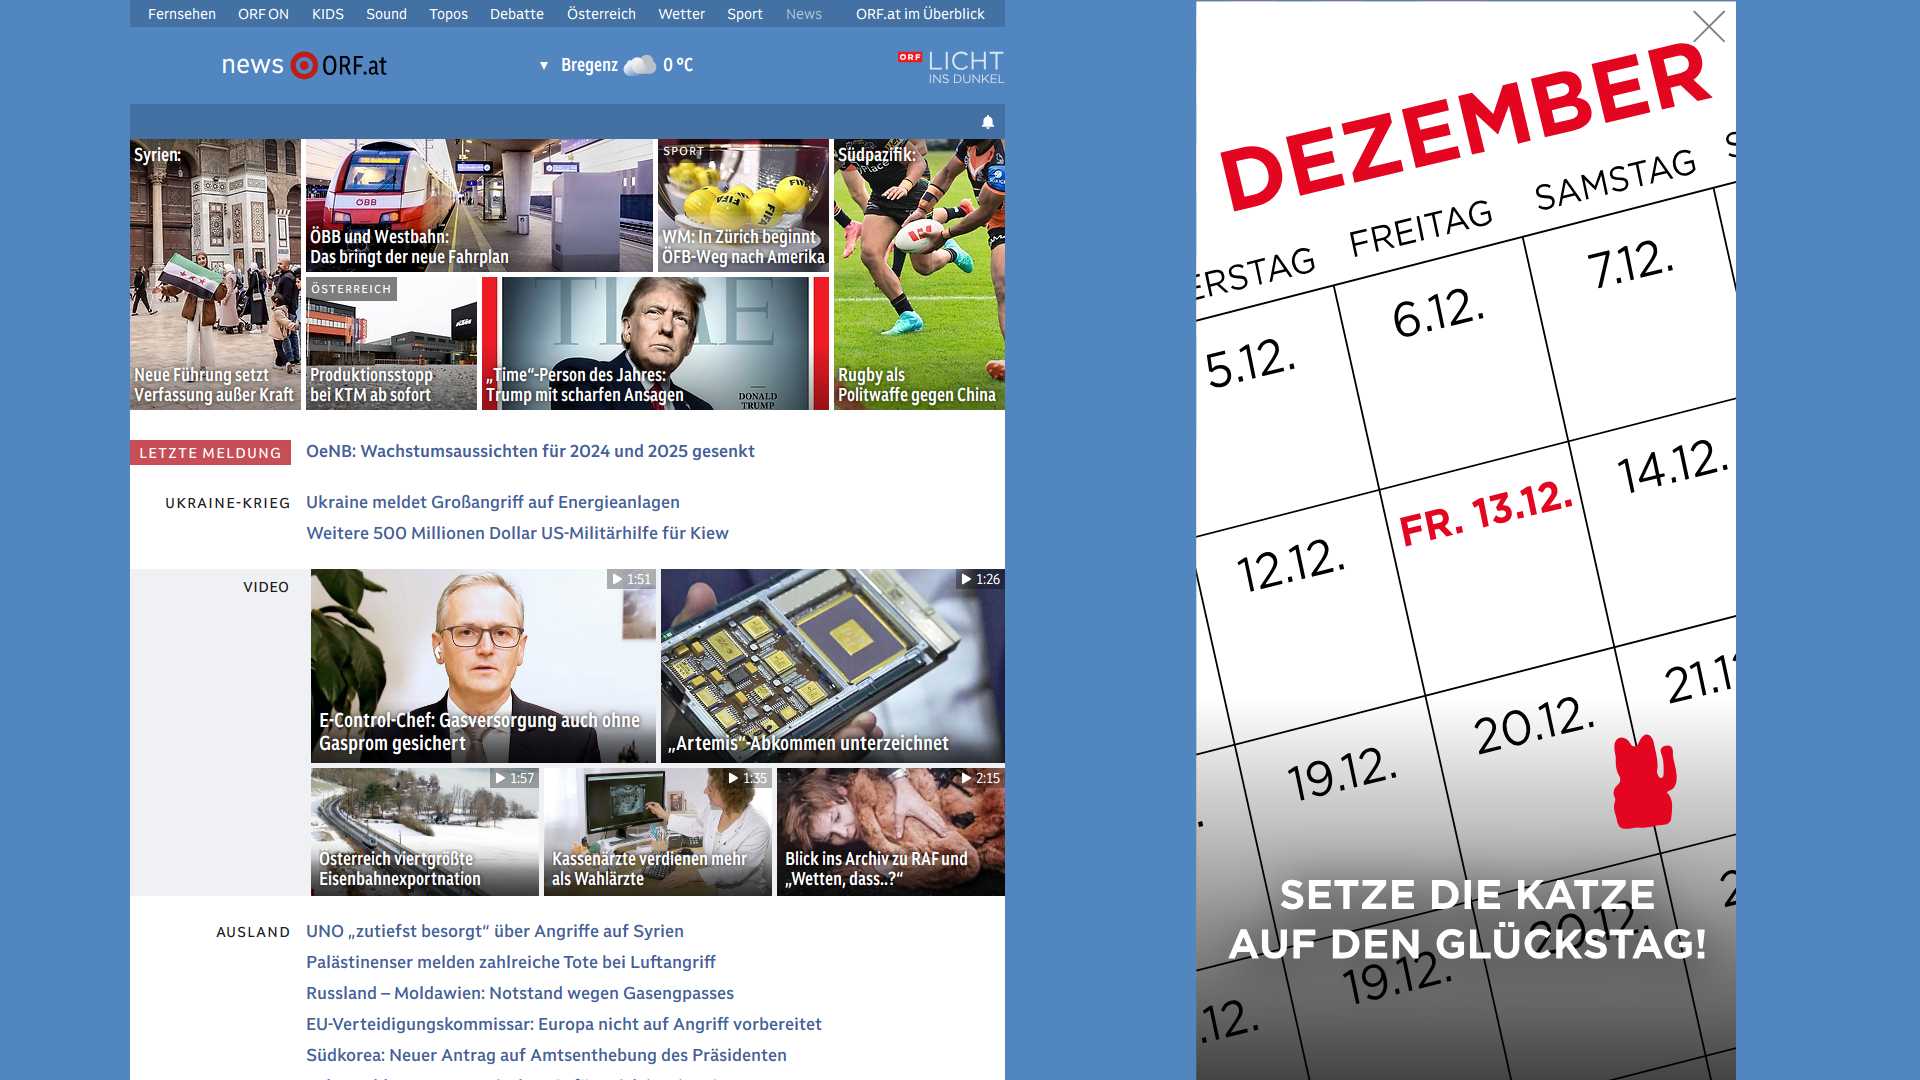 Fernsehen ORF ON KIDS Sound Topos Debatte Österreich Wetter Sport News ORF.at im Überblick
news ORF.at
Bregenz 0 °C
ORF LICHT
INS DUNKEL
Syrien:
Neue Führung setzt
Verfassung außer Kraft
ÖBB
ÖBB und Westbahn:
Das bringt der neue Fahrplan
SPORT
FIFA
WM: In Zürich beginnt
ÖFB-Weg nach Amerika
Südpazifik:
Rugby als
Politwaffe gegen China
ÖSTERREICH
KTM
Produktionsstopp
bei KTM ab sofort
TIME
DONALD
TRUMP
„Time“-Person des Jahres:
Trump mit scharfen Ansagen
LETZTE MELDUNG
OeNB: Wachstumsaussichten für 2024 und 2025 gesenkt
UKRAINE-KRIEG
Ukraine meldet Großangriff auf Energieanlagen
Weitere 500 Millionen Dollar US-Militärhilfe für Kiew
VIDEO
1:51
E-Control-Chef: Gasversorgung auch ohne
Gasprom gesichert
1:26
„Artemis“-Abkommen unterzeichnet
1:57
Österreich viertgrößte
Eisenbahnexportnation
1:35
Kassenärzte verdienen mehr
als Wahlärzte
2:15
Blick ins Archiv zu RAF und
„Wetten, dass..?“
AUSLAND
UNO „zutiefst besorgt“ über Angriffe auf Syrien
Palästinenser melden zahlreiche Tote bei Luftangriff
Russland – Moldawien: Notstand wegen Gasengpasses
EU-Verteidigungskommissar: Europa nicht auf Angriff vorbereitet
Südkorea: Neuer Antrag auf Amtsenthebung des Präsidenten
DEZEMBER
ERSTAG FREITAG SAMSTAG S
5.12. 6.12. 7.12.
12.12. FR. 13.12. 14.12.
19.12. 20.12. 21.12
SETZE DIE KATZE
AUF DEN GLÜCKSTAG!
.12. 19.12. 20.12. 2